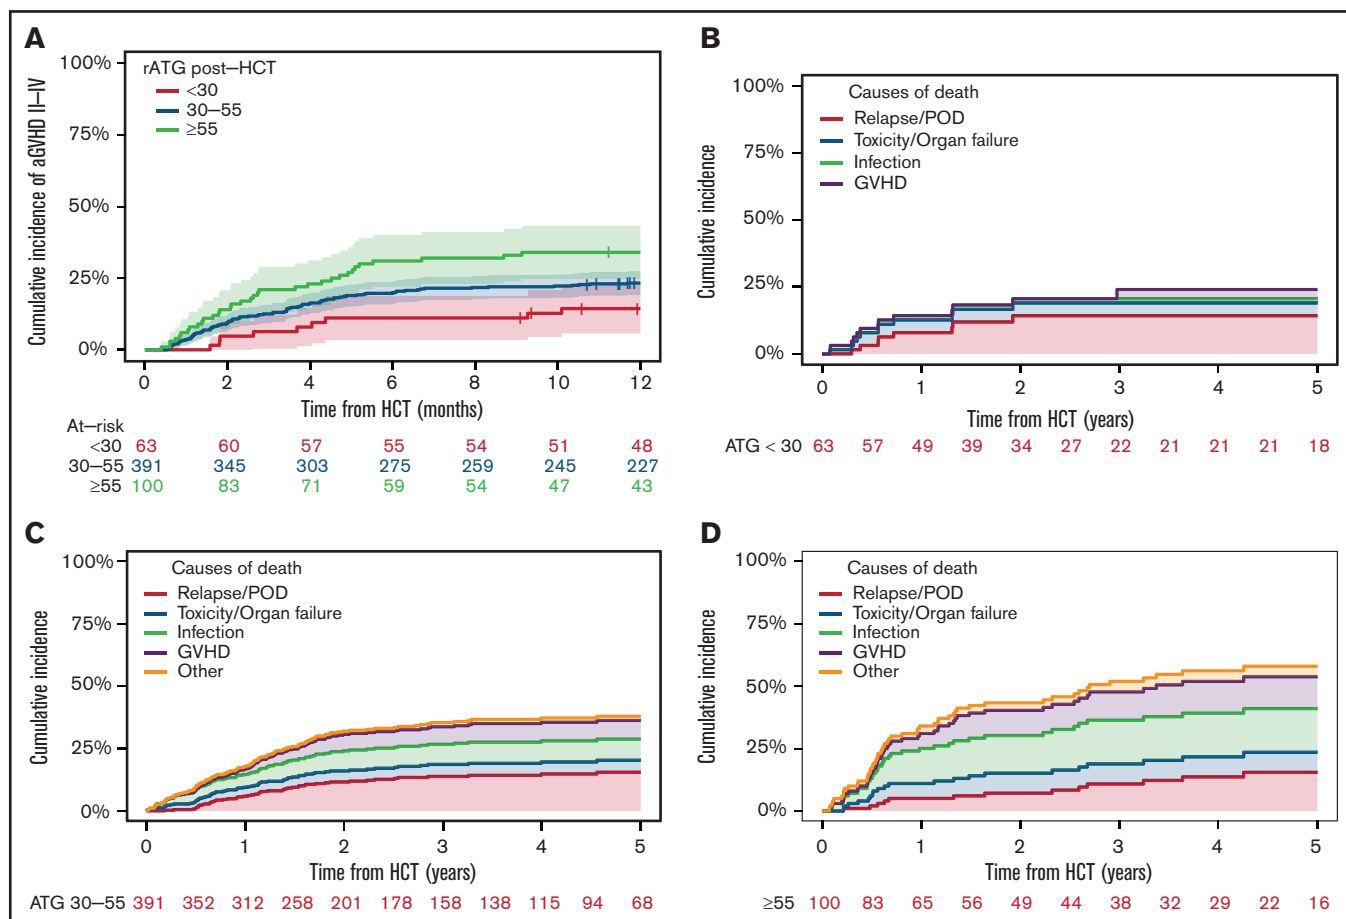 A
Cumulative incidence of aGVHD II–IV
100%
75%
50%
25%
0%
rATG post–HCT
<30
30–55
≥55
0 2 4 6 8 10 12
Time from HCT (months)
At–risk
<30 63 60 57 55 54 51 48
30–55 391 345 303 275 259 245 227
≥55 100 83 71 59 54 47 43
B
Cumulative incidence
100%
75%
50%
25%
0%
Causes of death
Relapse/POD
Toxicity/Organ failure
Infection
GVHD
0 1 2 3 4 5
Time from HCT (years)
ATG < 30 63 57 49 39 34 27 22 21 21 21 18
C
Cumulative incidence
100%
75%
50%
25%
0%
Causes of death
Relapse/POD
Toxicity/Organ failure
Infection
GVHD
Other
0 1 2 3 4 5
Time from HCT (years)
ATG 30–55 391 352 312 258 201 178 158 138 115 94 68
D
Cumulative incidence
100%
75%
50%
25%
0%
Causes of death
Relapse/POD
Toxicity/Organ failure
Infection
GVHD
Other
0 1 2 3 4 5
Time from HCT (years)
≥55 100 83 65 56 49 44 38 32 29 22 16